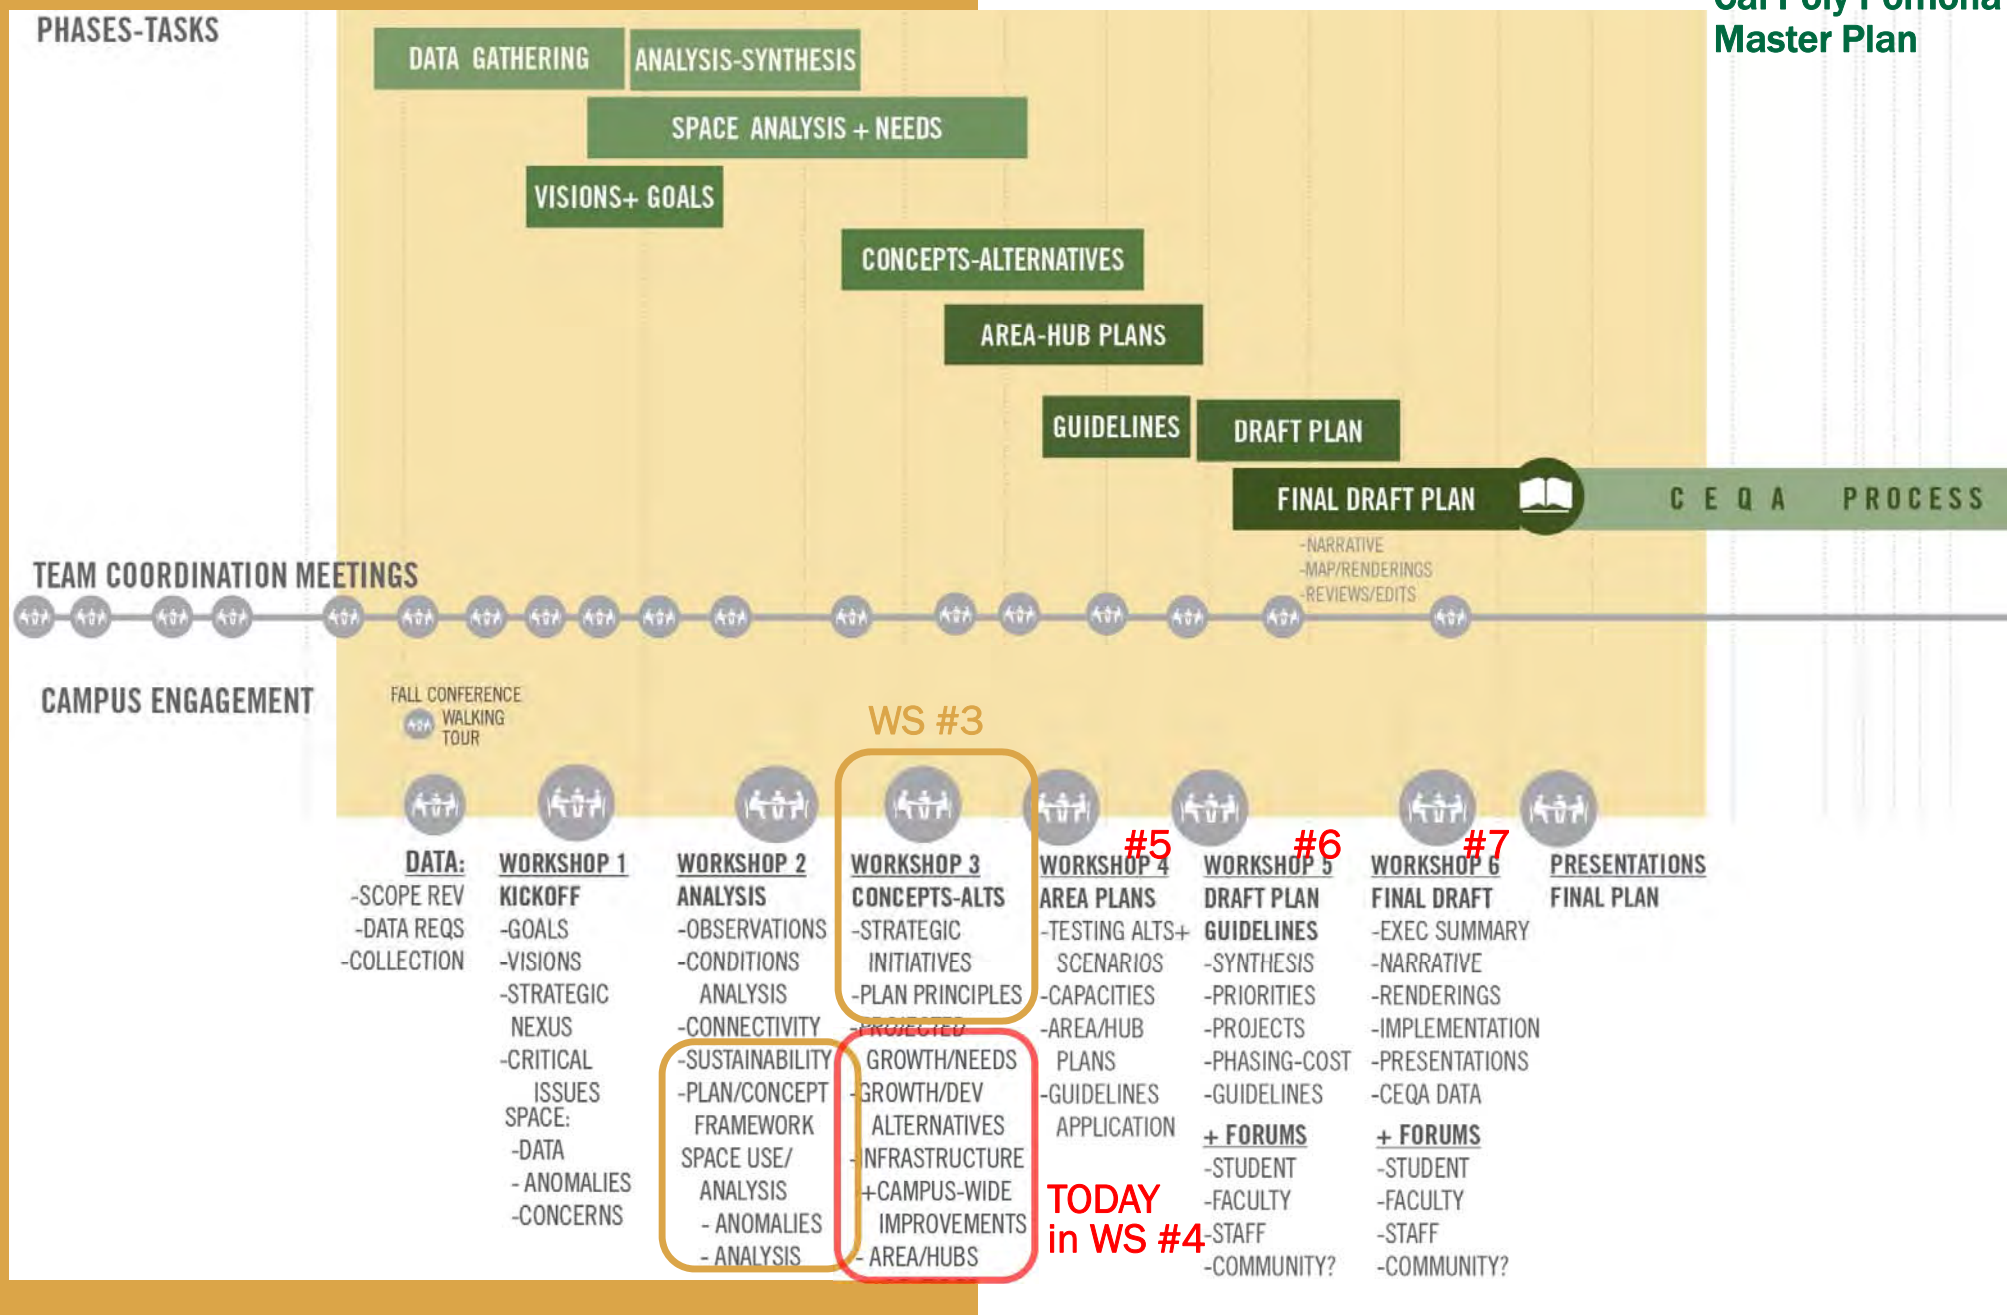 PHASES-TASKS
Cal Poly Pomona
Master Plan
DATA GATHERING
ANALYSIS-SYNTHESIS
SPACE ANALYSIS + NEEDS
VISIONS+ GOALS
CONCEPTS-ALTERNATIVES
AREA-HUB PLANS
GUIDELINES
DRAFT PLAN
FINAL DRAFT PLAN
CEQA PROCESS
-NARRATIVE
-MAP/RENDERINGS
-REVIEWS/EDITS
TEAM COORDINATION MEETINGS
CAMPUS ENGAGEMENT
FALL CONFERENCE
WALKING
TOUR
WS #3
DATA:
-SCOPE REV
-DATA REQS
-COLLECTION
WORKSHOP 1
KICKOFF
-GOALS
-VISIONS
-STRATEGIC
NEXUS
-CRITICAL
ISSUES
SPACE:
-DATA
- ANOMALIES
-CONCERNS
WORKSHOP 2
ANALYSIS
-OBSERVATIONS
-CONDITIONS
ANALYSIS
-CONNECTIVITY
-SUSTAINABILITY
-PLAN/CONCEPT
FRAMEWORK
SPACE USE/
ANALYSIS
- ANOMALIES
- ANALYSIS
WORKSHOP 3
CONCEPTS-ALTS
-STRATEGIC
INITIATIVES
-PLAN PRINCIPLES
-PROJECTED
GROWTH/NEEDS
-GROWTH/DEV
ALTERNATIVES
-INFRASTRUCTURE
+CAMPUS-WIDE
IMPROVEMENTS
- AREA/HUBS
#5
WORKSHOP 4
AREA PLANS
-TESTING ALTS+
SCENARIOS
-CAPACITIES
-AREA/HUB
PLANS
-GUIDELINES
APPLICATION
TODAY
in WS #4
#6
WORKSHOP 5
DRAFT PLAN
GUIDELINES
-SYNTHESIS
-PRIORITIES
-PROJECTS
-PHASING-COST
-GUIDELINES
+ FORUMS
-STUDENT
-FACULTY
-STAFF
-COMMUNITY?
#7
WORKSHOP 6
FINAL DRAFT
-EXEC SUMMARY
-NARRATIVE
-RENDERINGS
-IMPLEMENTATION
-PRESENTATIONS
-CEQA DATA
+ FORUMS
-STUDENT
-FACULTY
-STAFF
-COMMUNITY?
PRESENTATIONS
FINAL PLAN